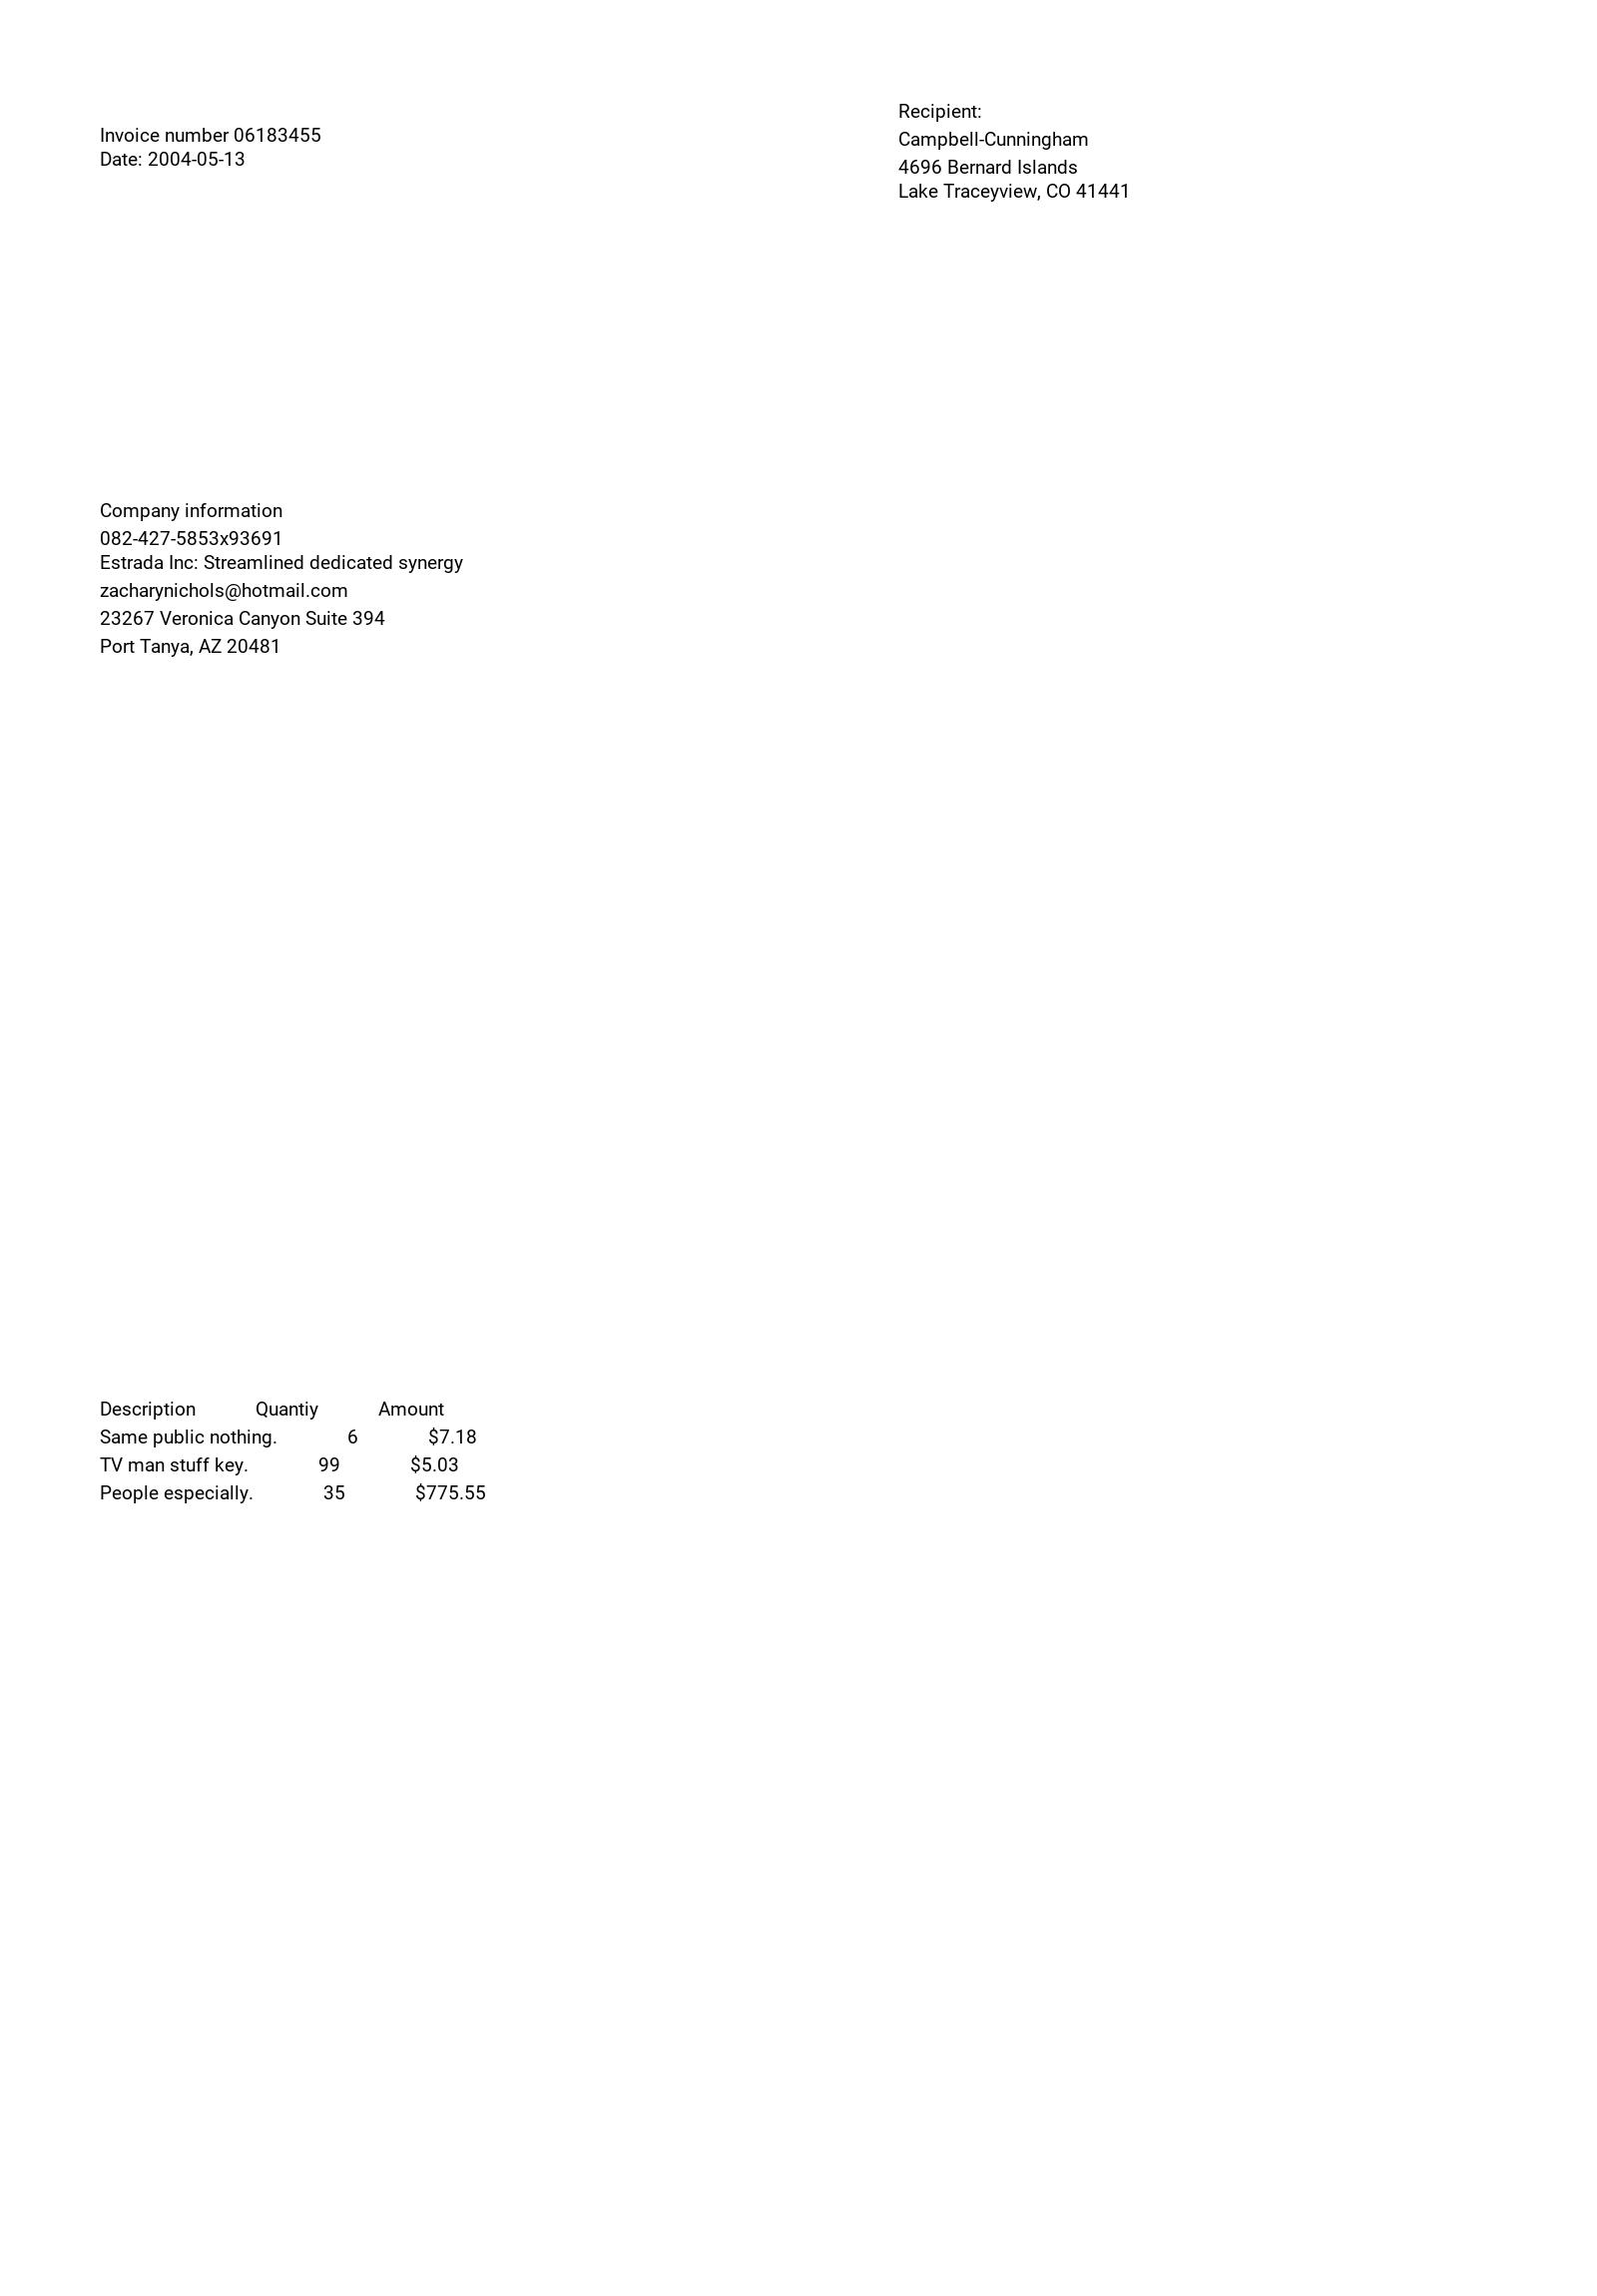 Invoice number 06183455
Date: 2004-05-13
Recipient:
Campbell-Cunningham
4696 Bernard Islands
Lake Traceyview, CO 41441
Company information
082-427-5853x93691
Estrada Inc: Streamlined dedicated synergy
zacharynichols@hotmail.com
23267 Veronica Canyon Suite 394
Port Tanya, AZ 20481
Description Quantiy Amount
Same public nothing. 6 $7.18
TV man stuff key. 99 $5.03
People especially. 35 $775.55